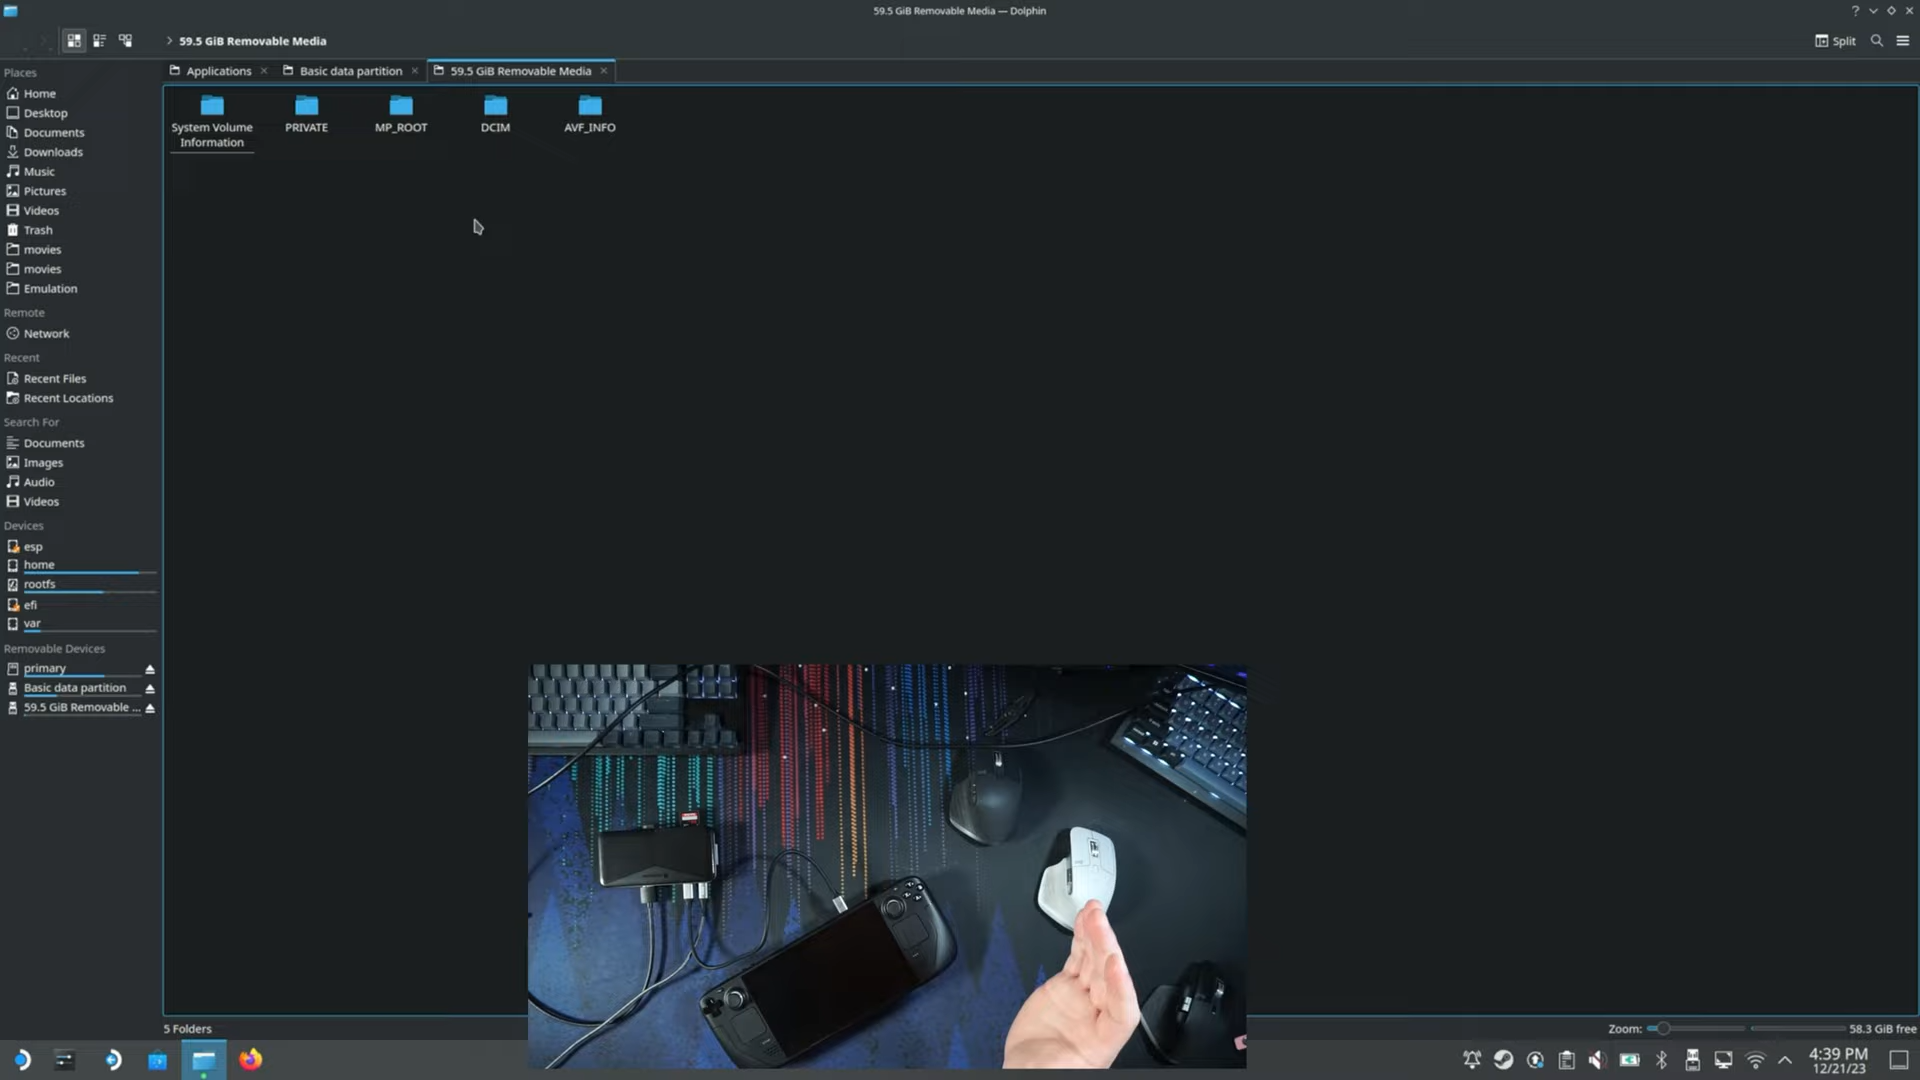 59.5 GiB Removable Media — Dolphin
59.5 GiB Removable Media
Split
Places
Applications
Basic data partition
59.5 GiB Removable Media
Home
Desktop
Documents
Downloads
Music
Pictures
Videos
Trash
movies
movies
Emulation
Remote
Network
Recent
Recent Files
Recent Locations
Search For
Documents
Images
Audio
Videos
Devices
esp
home
rootfs
efi
var
Removable Devices
primary
Basic data partition
59.5 GiB Removable ...
System Volume
Information
PRIVATE
MP_ROOT
DCIM
AVF_INFO
5 Folders
Zoom:
58.3 GiB free
4:39 PM
12/21/23